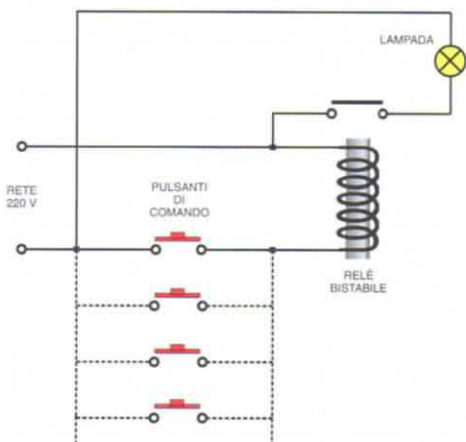 LAMPADA
RETE
220 V
PULSANTI
DI
COMANDO
RELÈ
BISTABILE